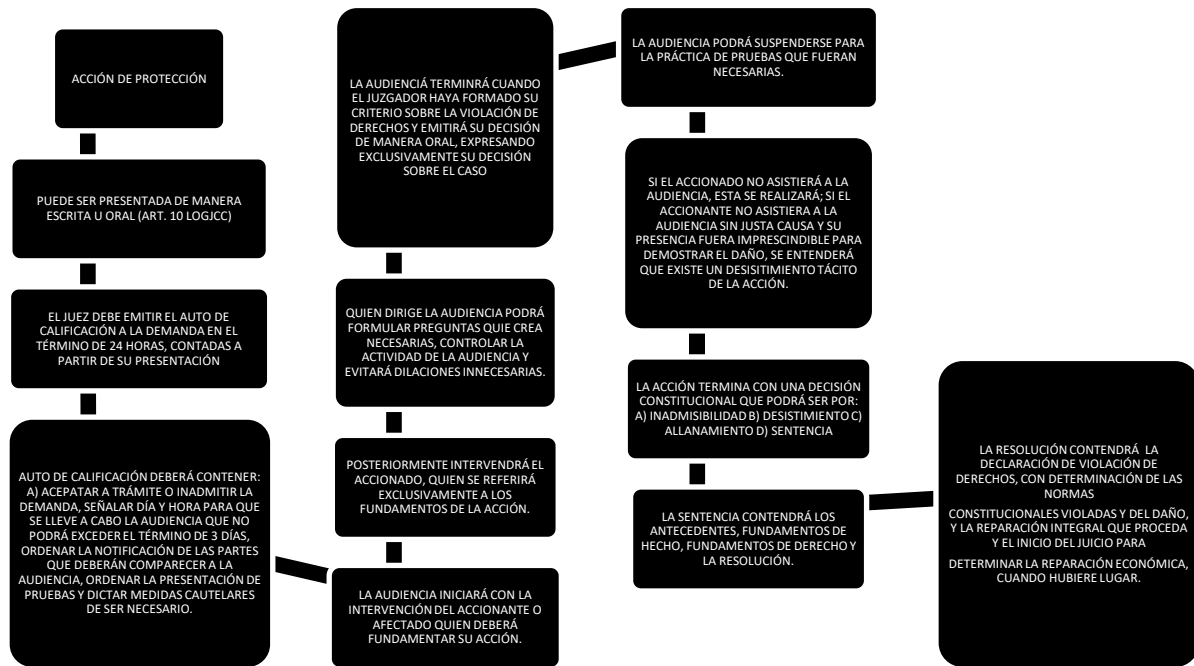 ACCIÓN DE PROTECCIÓN
PUEDE SER PRESENTADA DE MANERA
ESCRITA U ORAL (ART. 10 LOGJCC)
EL JUEZ DEBE EMITIR EL AUTO DE
CALIFICACIÓN A LA DEMANDA EN EL
TÉRMINO DE 24 HORAS, CONTADAS A
PARTIR DE SU PRESENTACIÓN
AUTO DE CALIFICACIÓN DEBERÁ CONTENER:
A) ACEPATAR A TRÁMITE O INADMITIR LA
DEMANDA, SEÑALAR DÍA Y HORA PARA QUE
SE LLEVE A CABO LA AUDIENCIA QUE NO
PODRÁ EXCEDER EL TÉRMINO DE 3 DÍAS,
ORDENAR LA NOTIFICACIÓN DE LAS PARTES
QUE DEBERÁN COMPARECER A LA
AUDIENCIA, ORDENAR LA PRESENTACIÓN DE
PRUEBAS Y DICTAR MEDIDAS CAUTELARES
DE SER NECESARIO.
LA AUDIENCIA INICIARÁ CON LA
INTERVENCIÓN DEL ACCIONANTE O
AFECTADO QUIEN DEBERÁ
FUNDAMENTAR SU ACCIÓN.
POSTERIORMENTE INTERVENDRÁ EL
ACCIONADO, QUIEN SE REFERIRÁ
EXCLUSIVAMENTE A LOS
FUNDAMENTOS DE LA ACCIÓN.
QUIEN DIRIGE LA AUDIENCIA PODRÁ
FORMULAR PREGUNTAS QUIE CREA
NECESARIAS, CONTROLAR LA
ACTIVIDAD DE LA AUDIENCIA Y
EVITARÁ DILACIONES INNECESARIAS.
LA AUDIENCIÁ TERMINRÁ CUANDO
EL JUZGADOR HAYA FORMADO SU
CRITERIO SOBRE LA VIOLACIÓN DE
DERECHOS Y EMITIRÁ SU DECISIÓN
DE MANERA ORAL, EXPRESANDO
EXCLUSIVAMENTE SU DECISIÓN
SOBRE EL CASO
LA AUDIENCIA PODRÁ SUSPENDERSE PARA
LA PRÁCTICA DE PRUEBAS QUE FUERAN
NECESARIAS.
SI EL ACCIONADO NO ASISTIERÁ A LA
AUDIENCIA, ESTA SE REALIZARÁ; SI EL
ACCIONANTE NO ASISTIERA A LA
AUDIENCIA SIN JUSTA CAUSA Y SU
PRESENCIA FUERA IMPRESCINDIBLE PARA
DEMOSTRAR EL DAÑO, SE ENTENDERÁ
QUE EXISTE UN DESISITIMIENTO TÁCITO
DE LA ACCIÓN.
LA ACCIÓN TERMINA CON UNA DECISIÓN
CONSTITUCIONAL QUE PODRÁ SER POR:
A) INADMISIBILIDAD B) DESISTIMIENTO C)
ALLANAMIENTO D) SENTENCIA
LA SENTENCIA CONTENDRÁ LOS
ANTECEDENTES, FUNDAMENTOS DE
HECHO, FUNDAMENTOS DE DERECHO Y
LA RESOLUCIÓN.
LA RESOLUCIÓN CONTENDRÁ LA
DECLARACIÓN DE VIOLACIÓN DE
DERECHOS, CON DETERMINACIÓN DE LAS
NORMAS
CONSTITUCIONALES VIOLADAS Y DEL DAÑO,
Y LA REPARACIÓN INTEGRAL QUE PROCEDA
Y EL INICIO DEL JUICIO PARA
DETERMINAR LA REPARACIÓN ECONÓMICA,
CUANDO HUBIERE LUGAR.